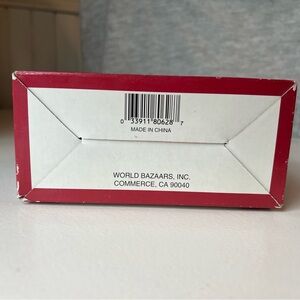 0 33911 80628 7
MADE IN CHINA
WORLD BAZAARS, INC.
COMMERCE, CA 90040